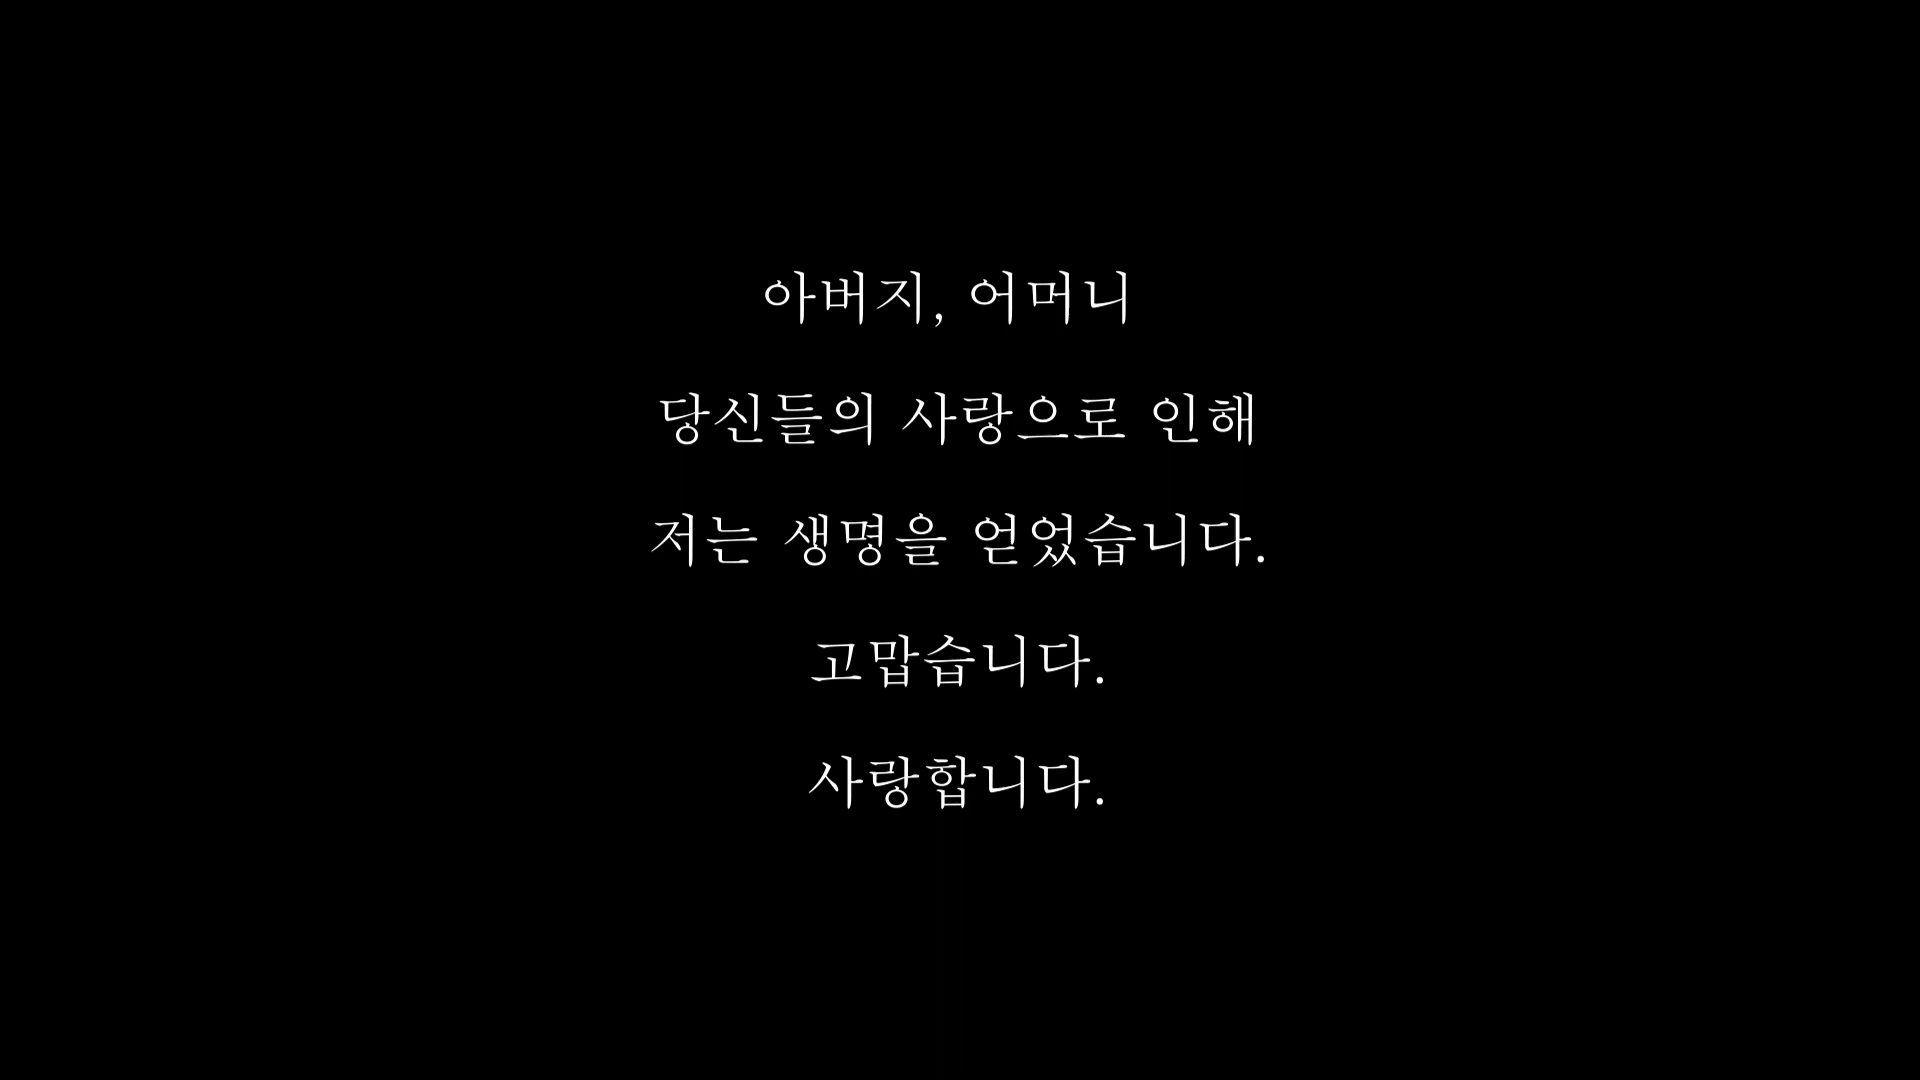 아버지, 어머니
당신들의 사랑으로 인해
저는 생명을 얻었습니다.
고맙습니다.
사랑합니다.